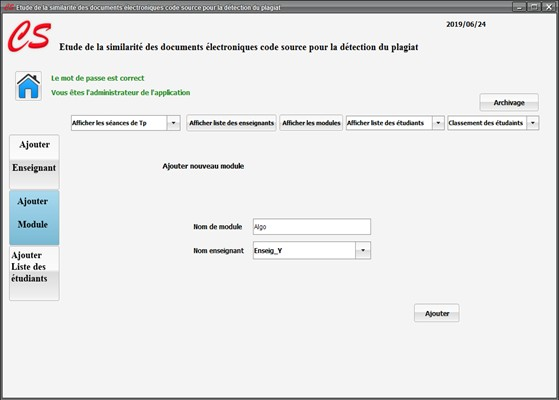 Etude de la similarité des documents électroniques code source pour la détection du plagiat
CS
2019/06/24
Etude de la similarité des documents électroniques code source pour la détection du plagiat
Le mot de passe est correct
Vous êtes l'administrateur de l'application
Archivage
Afficher les séances de Tp
Afficher liste des enseignants
Afficher les modules
Afficher liste des étudiants
Classement des étudaints
Ajouter
Enseignant
Ajouter
Module
Ajouter
Liste des
étudiants
Ajouter nouveau module
Nom de module
Algo
Nom enseignant
Enseig_Y
Ajouter